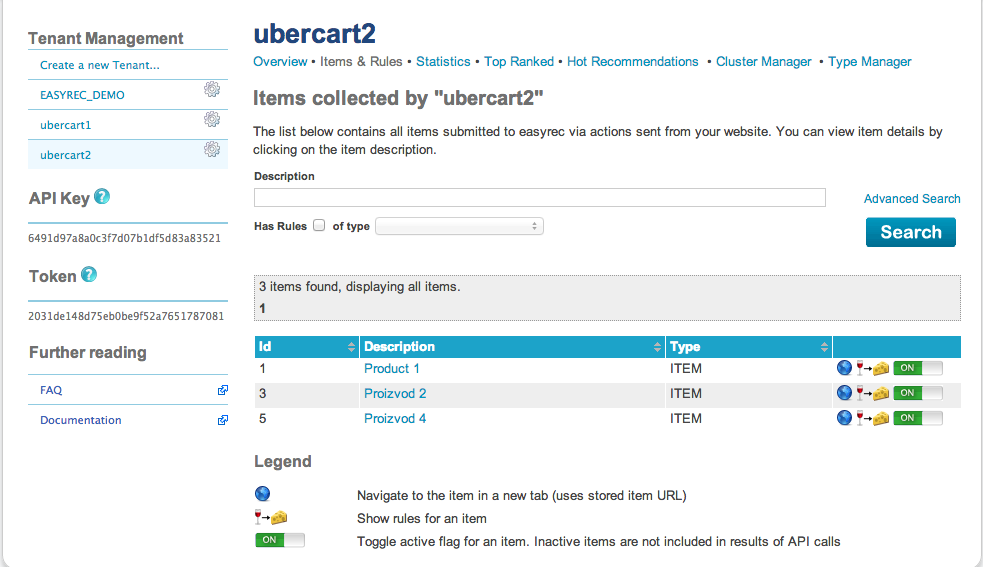 Tenant Management
Create a new Tenant...
EASYREC_DEMO
ubercart1
ubercart2
API Key ?
6491d97a8a0c3f7d07b1df5d83a83521
Token ?
2031de148d75eb0be9f52a7651787081
Further reading
FAQ
Documentation
ubercart2
Overview • Items & Rules • Statistics • Top Ranked • Hot Recommendations • Cluster Manager • Type Manager
Items collected by "ubercart2"
The list below contains all items submitted to easyrec via actions sent from your website. You can view item details by
clicking on the item description.
Description
Advanced Search
Has Rules of type
Search
3 items found, displaying all items.
1
Id Description Type
1 Product 1 ITEM ON
3 Proizvod 2 ITEM ON
5 Proizvod 4 ITEM ON
Legend
Navigate to the item in a new tab (uses stored item URL)
Show rules for an item
ON Toggle active flag for an item. Inactive items are not included in results of API calls